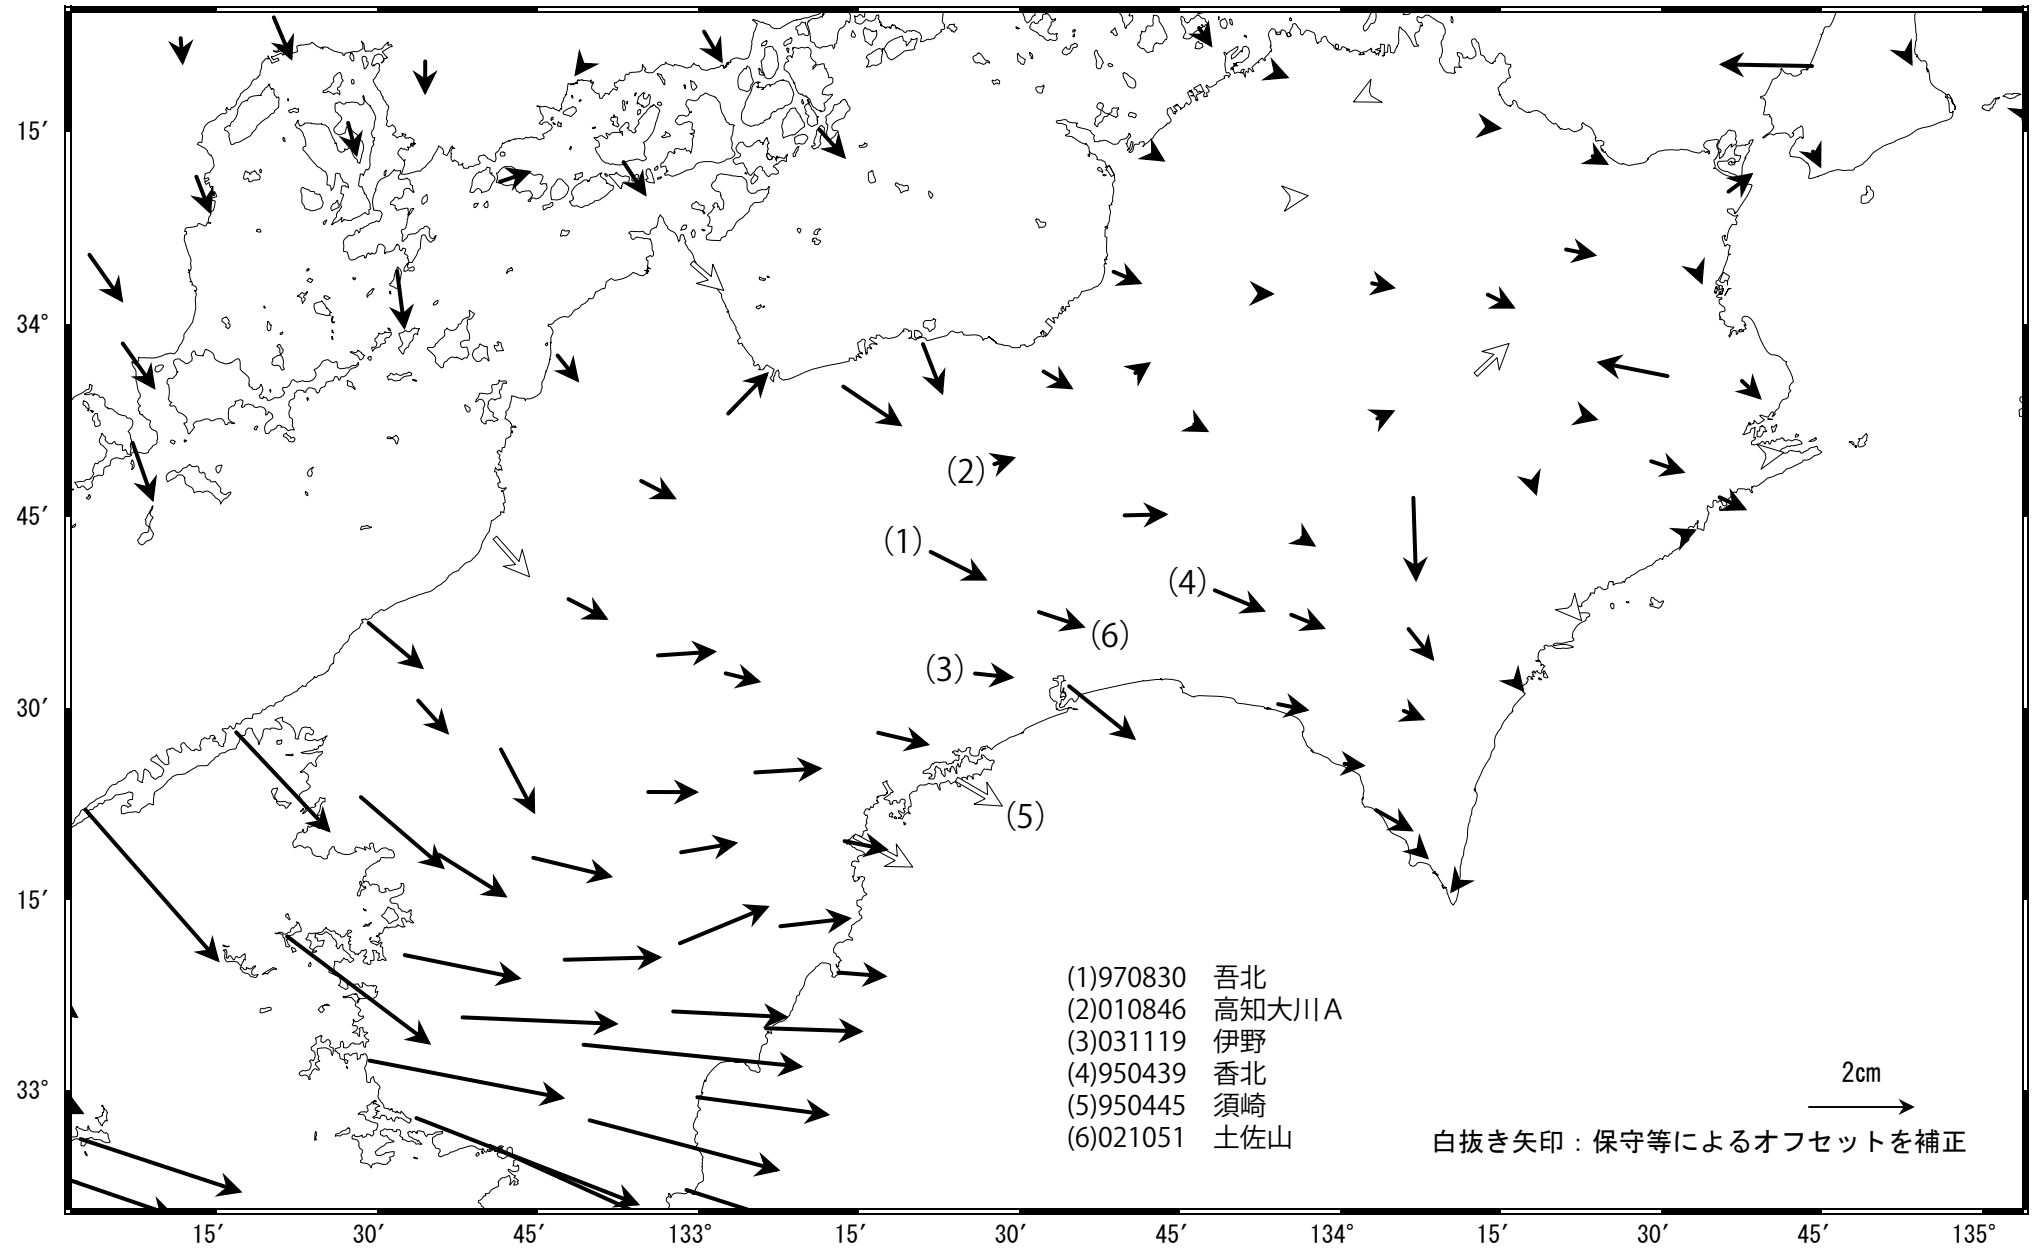 15′
34°
45′
30′
15′
33°
(2)
(1)
(4)
(6)
(3)
(5)
(1)970830 吾北
(2)010846 高知大川Ａ
(3)031119 伊野
(4)950439 香北
(5)950445 須崎
(6)021051 土佐山
2㎝
白抜き矢印：保守等によるオフセットを補正
15′ 30′ 45′ 133° 15′ 30′ 45′ 134° 15′ 30′ 45′ 135°